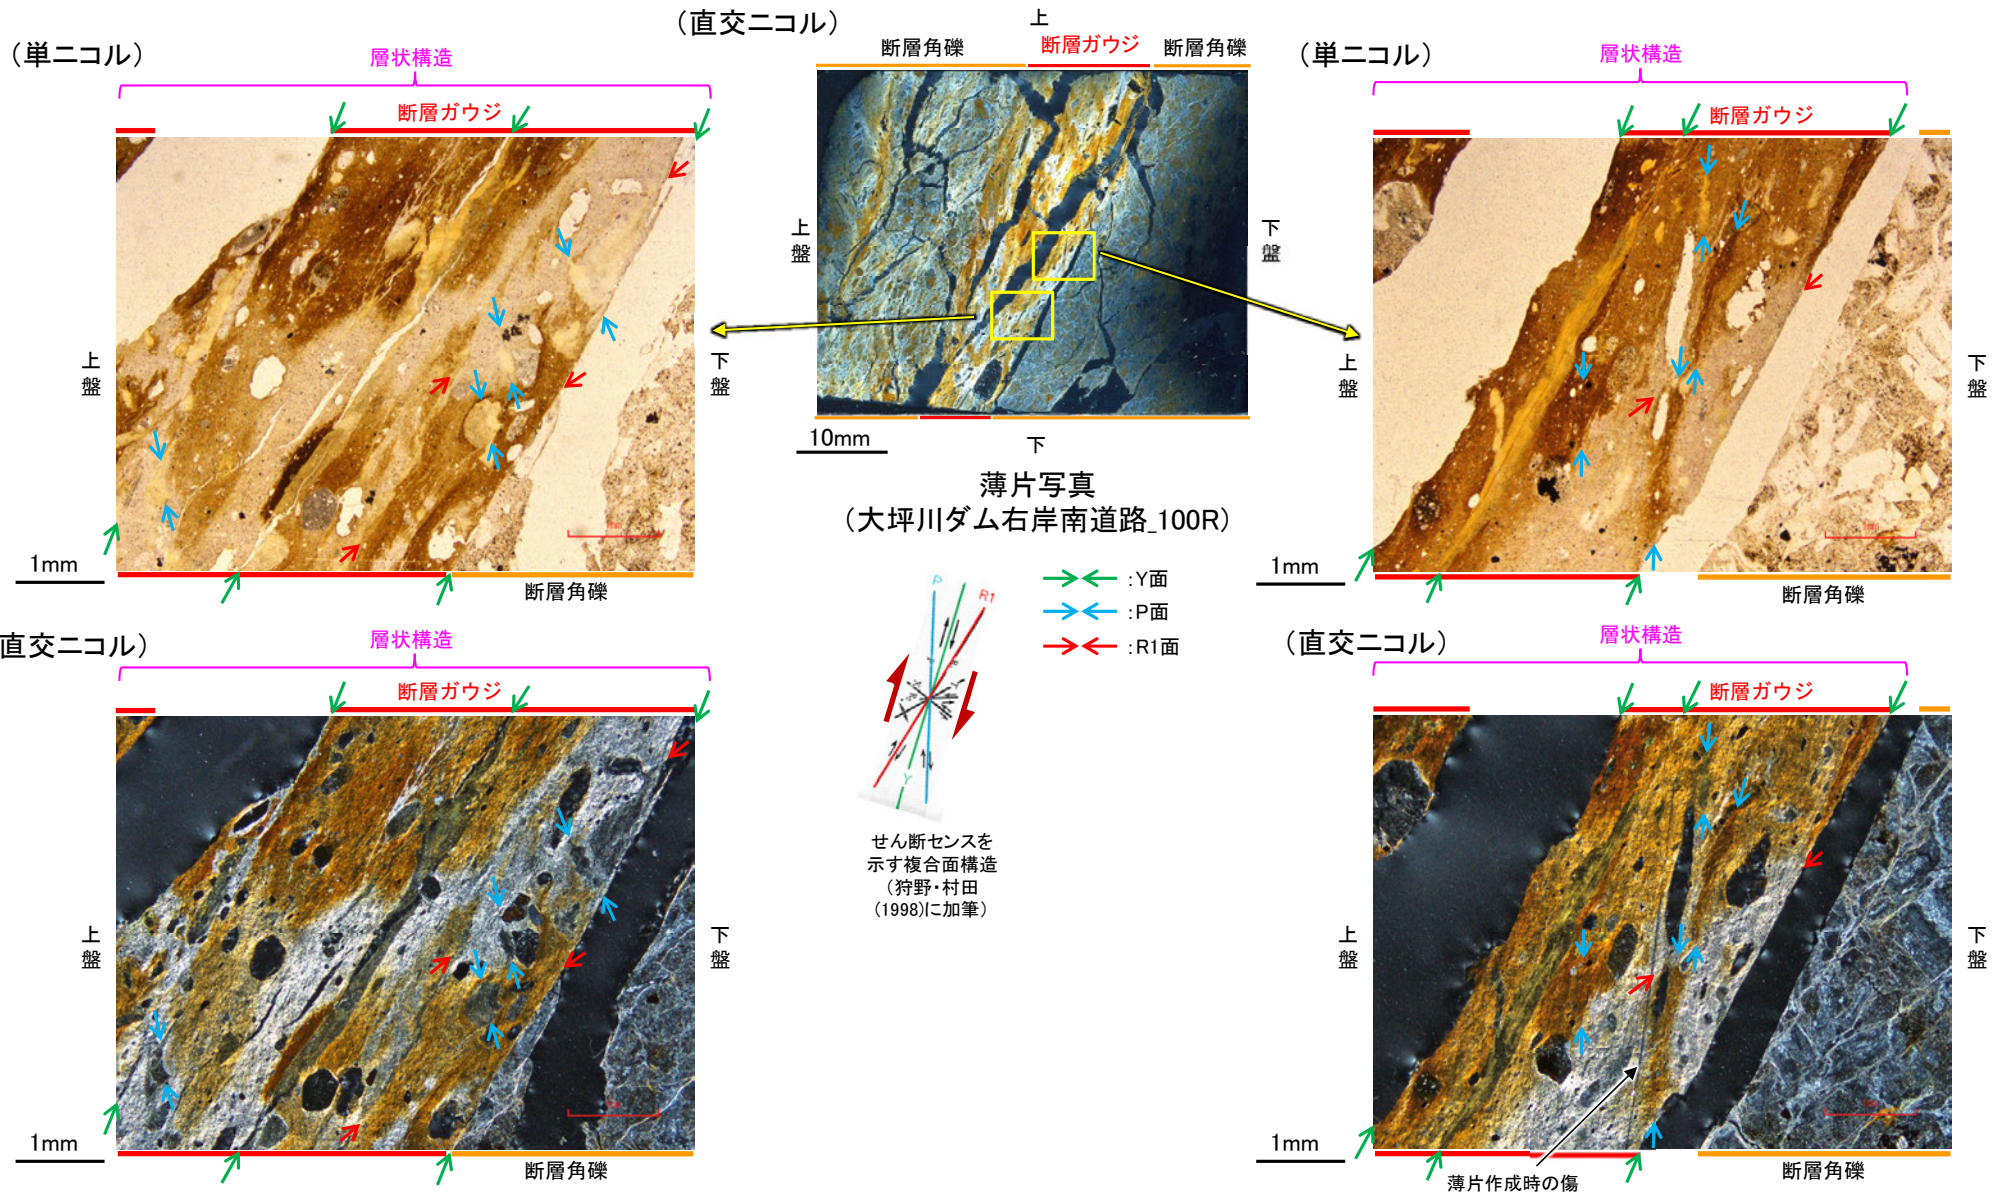 (直交ニコル)
上
断層角礫
断層ガウジ
断層角礫
上盤
下盤
10mm
下
薄片写真
(大坪川ダム右岸南道路_100R)
(単ニコル)
層状構造
断層ガウジ
上盤
下盤
1mm
断層角礫
(単ニコル)
層状構造
断層ガウジ
上盤
下盤
1mm
断層角礫
:Y面
:P面
:R1面
P
R1
Y
せん断センスを
示す複合面構造
(狩野・村田
(1998)に加筆)
直交ニコル)
層状構造
断層ガウジ
上盤
下盤
1mm
断層角礫
(直交ニコル)
層状構造
断層ガウジ
上盤
下盤
1mm
断層角礫
薄片作成時の傷